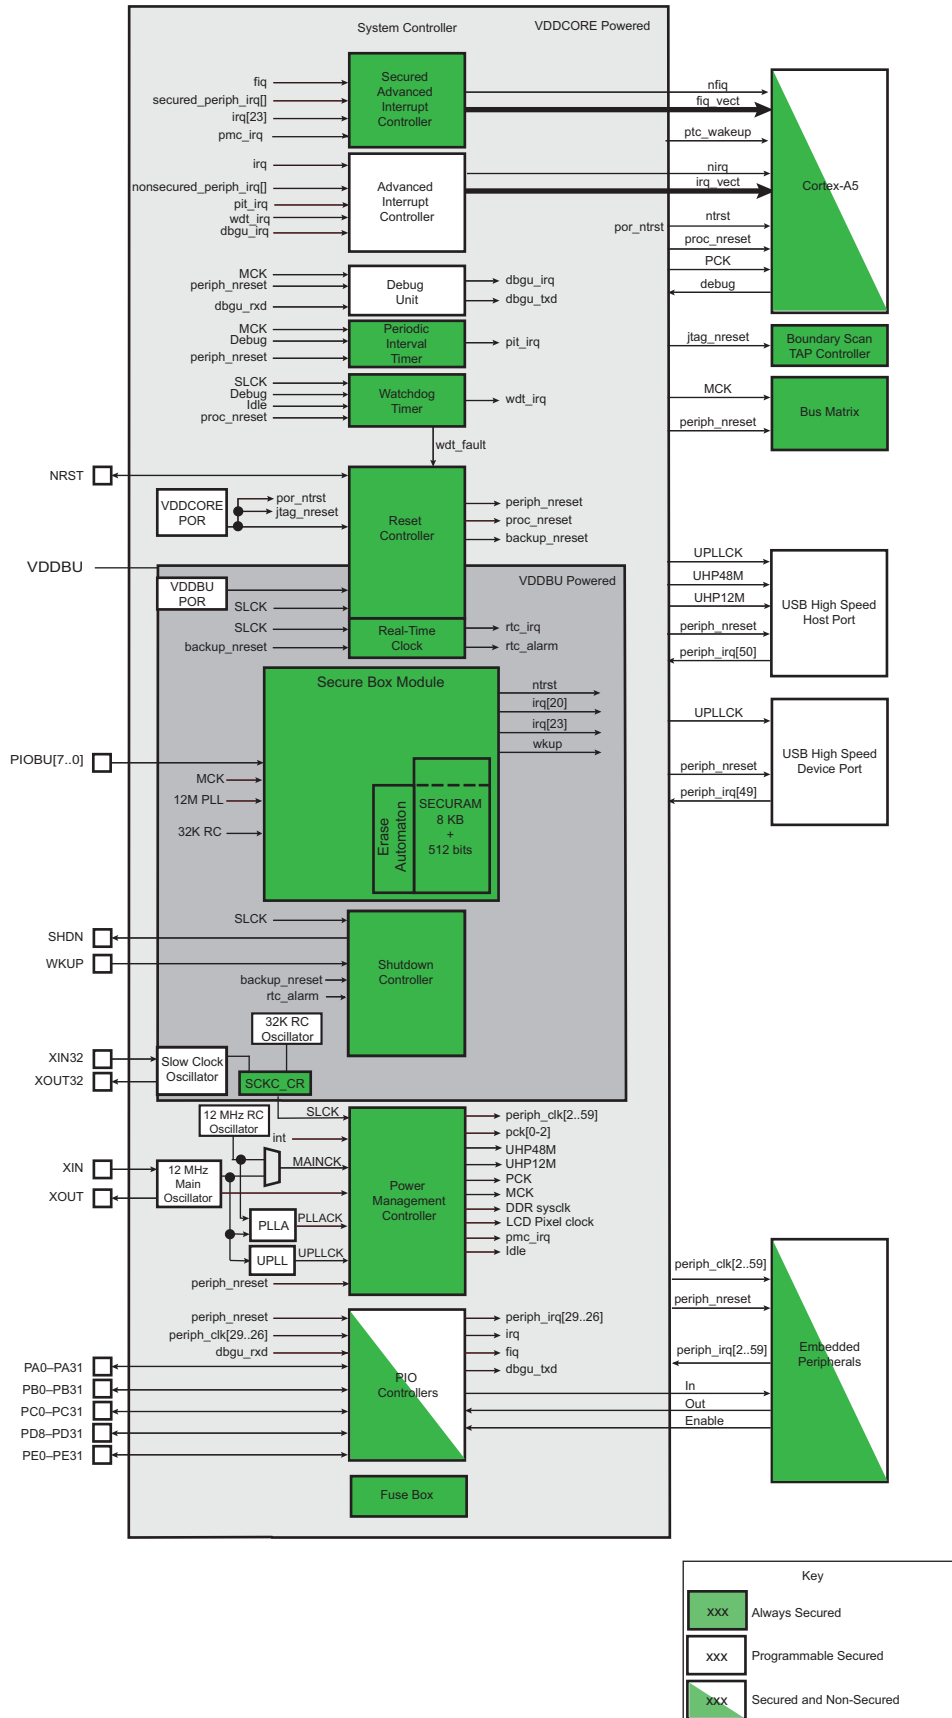 System Controller
VDDCORE Powered
fiq
secured_periph_irq[]
irq[23]
pmc_irq
Secured
Advanced
Interrupt
Controller
nfiq
fiq_vect
ptc_wakeup
irq
nonsecured_periph_irq[]
pit_irq
wdt_irq
dbgu_irq
Advanced
Interrupt
Controller
nirq
irq_vect
Cortex-A5
por_ntrst
ntrst
proc_nreset
PCK
debug
MCK
periph_nreset
dbgu_rxd
Debug
Unit
dbgu_irq
dbgu_txd
MCK
Debug
periph_nreset
Periodic
Interval
Timer
pit_irq
jtag_nreset
Boundary Scan
TAP Controller
SLCK
Debug
Idle
proc_nreset
Watchdog
Timer
wdt_irq
MCK
periph_nreset
Bus Matrix
wdt_fault
NRST
VDDCORE
POR
por_ntrst
jtag_nreset
Reset
Controller
periph_nreset
proc_nreset
backup_nreset
VDDBU
VDDBU Powered
VDDBU
POR
SLCK
SLCK
backup_nreset
Real-Time
Clock
rtc_irq
rtc_alarm
UPLLCK
UHP48M
UHP12M
periph_nreset
periph_irq[50]
USB High Speed
Host Port
Secure Box Module
ntrst
irq[20]
irq[23]
wkup
UPLLCK
periph_nreset
periph_irq[49]
USB High Speed
Device Port
PIOBU[7..0]
MCK
12M PLL
32K RC
Erase
Automaton
SECURAM
8 KB
+
512 bits
SLCK
SHDN
WKUP
backup_nreset
rtc_alarm
Shutdown
Controller
32K RC
Oscillator
XIN32
XOUT32
Slow Clock
Oscillator
SCKC_CR
12 MHz RC
Oscillator
SLCK
int
XIN
XOUT
12 MHz
Main
Oscillator
MAINCK
PLLA
PLLACK
UPLL
UPLLCK
periph_nreset
Power
Management
Controller
periph_clk[2..59]
pck[0-2]
UHP48M
UHP12M
PCK
MCK
DDR sysclk
LCD Pixel clock
pmc_irq
Idle
periph_nreset
periph_clk[29..26]
dbgu_rxd
PA0–PA31
PB0–PB31
PC0–PC31
PD8–PD31
PE0–PE31
PIO
Controllers
periph_irq[29..26]
irq
fiq
dbgu_txd
periph_clk[2..59]
periph_nreset
periph_irq[2..59]
In
Out
Enable
Embedded
Peripherals
Fuse Box
Key
xxx
Always Secured
xxx
Programmable Secured
xxx
Secured and Non-Secured